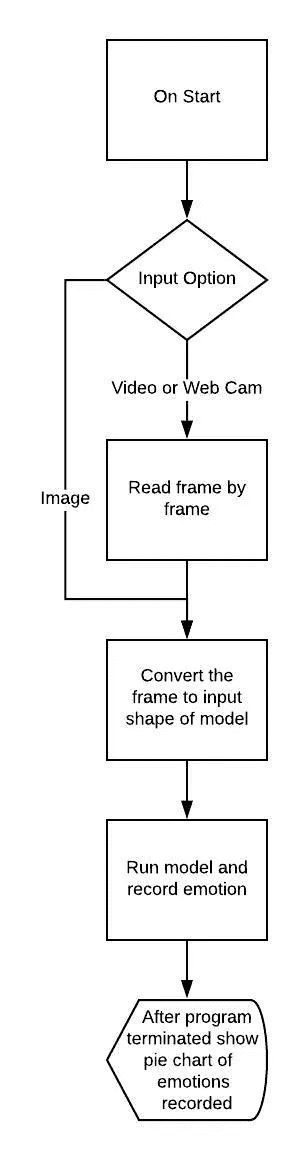 On Start
Input Option
Video or Web Cam
Image
Read frame by
frame
Convert the
frame to input
shape of model
Run model and
record emotion
After program
terminated show
pie chart of
emotions
recorded